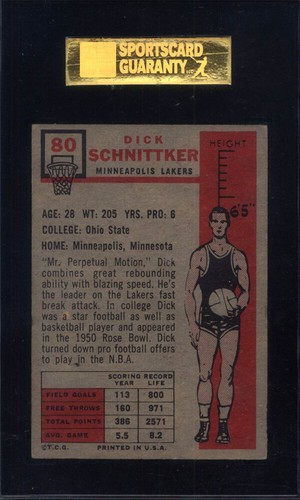 SPORTSCARD
GUARANTY
80
DICK
SCHNITTKER
MINNEAPOLIS LAKERS
HEIGHT
6'5"
AGE: 28 WT: 205 YRS. PRO: 6
COLLEGE: Ohio State
HOME: Minneapolis, Minnesota
"Mr. Perpetual Motion," Dick
combines great rebounding
ability with blazing speed. He's
the leader on the Lakers fast
break attack. In college Dick
was a star football as well as
basketball player and appeared
in the 1950 Rose Bowl. Dick
turned down pro football offers
to play in the N.B.A.
SCORING RECORD
YEAR LIFE
FIELD GOALS 113 800
FREE THROWS 160 971
TOTAL POINTS 386 2571
AVG. GAME 5.5 8.2
©T.C.G. PRINTED IN U.S.A.